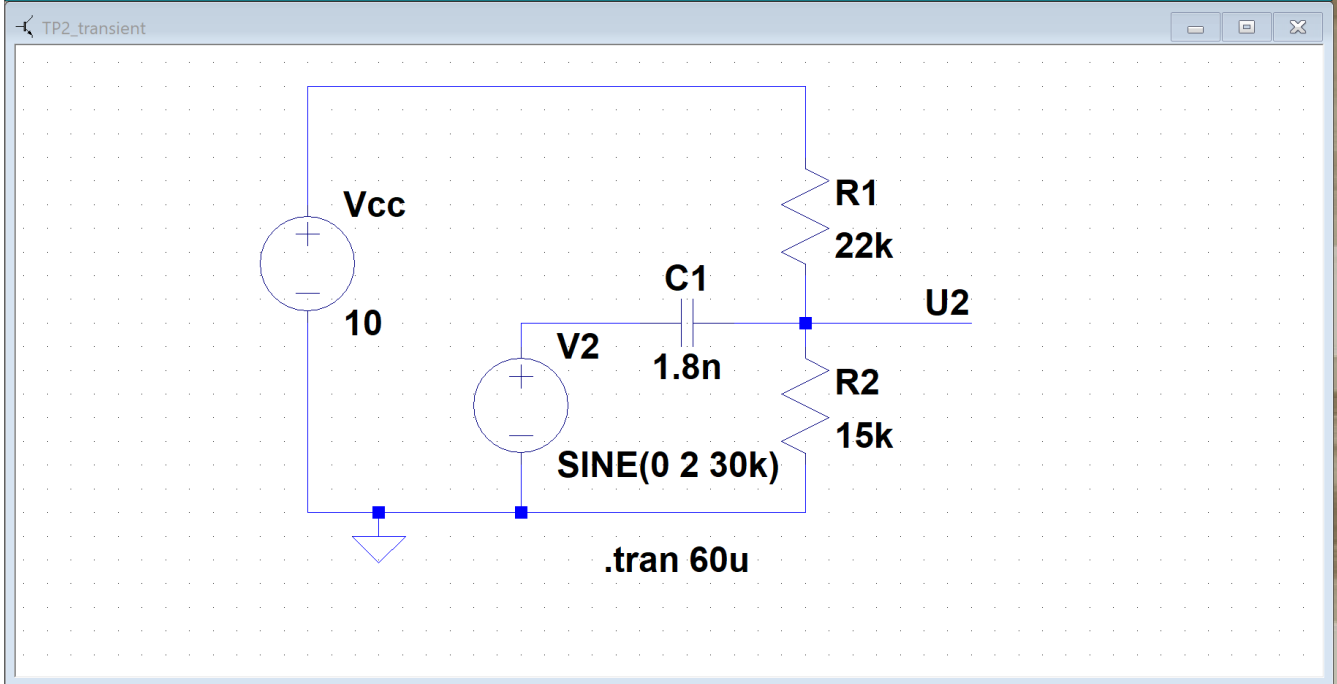 TP2_transient
R1
Vcc
22k
C1
U2
10
V2
1.8n
R2
15k
SINE(0 2 30k)
.tran 60u